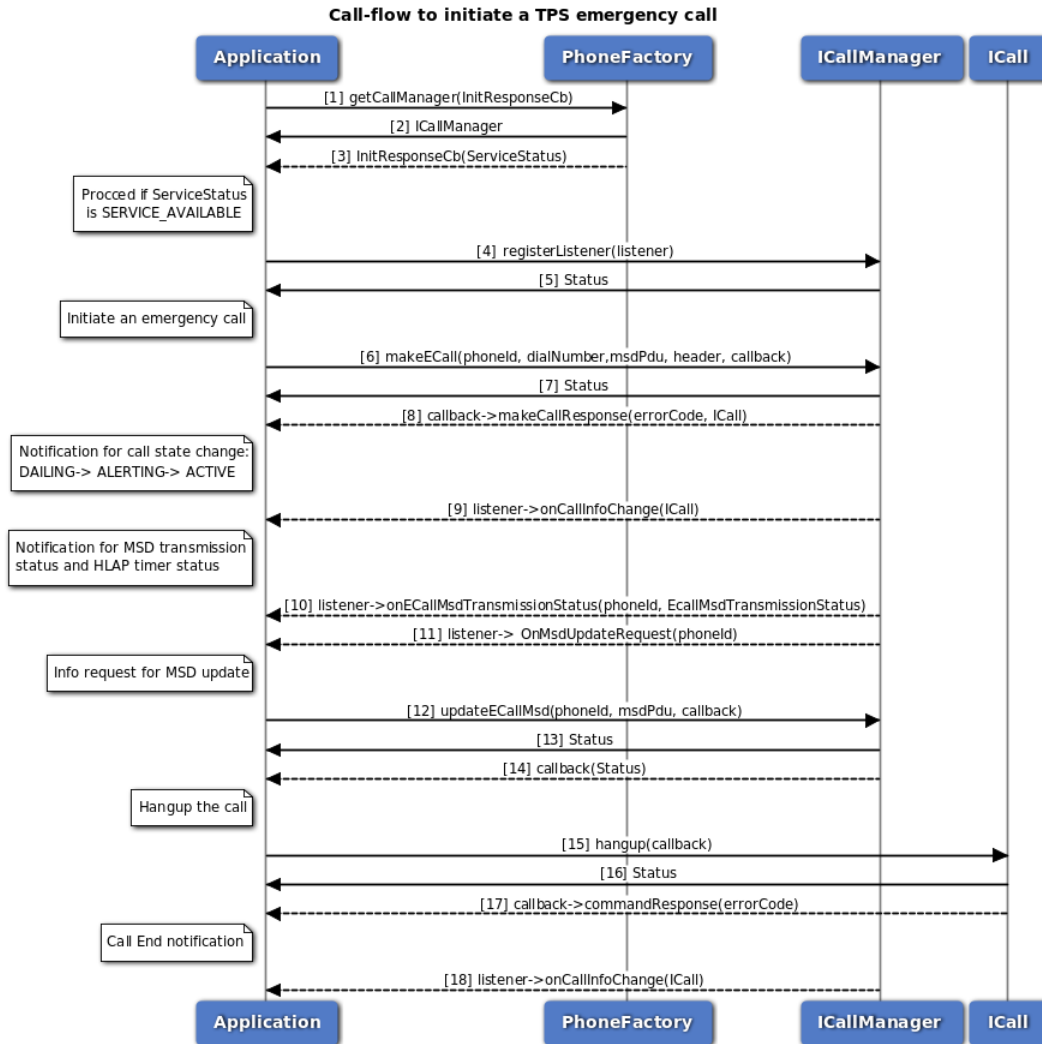 Call-flow to initiate a TPS emergency call
Application
PhoneFactory
ICallManager
ICall
[1] getCallManager(InitResponseCb)
[2] ICallManager
[3] InitResponseCb(ServiceStatus)
Procced if ServiceStatus
is SERVICE_AVAILABLE
[4] registerListener(listener)
[5] Status
Initiate an emergency call
[6] makeECall(phoneId, dialNumber,msdPdu, header, callback)
[7] Status
[8] callback->makeCallResponse(errorCode, ICall)
Notification for call state change:
DAILING-> ALERTING-> ACTIVE
[9] listener->onCallInfoChange(ICall)
Notification for MSD transmission
status and HLAP timer status
[10] listener->onECallMsdTransmissionStatus(phoneId, EcallMsdTransmissionStatus)
[11] listener-> OnMsdUpdateRequest(phoneId)
Info request for MSD update
[12] updateECallMsd(phoneId, msdPdu, callback)
[13] Status
[14] callback(Status)
Hangup the call
[15] hangup(callback)
[16] Status
[17] callback->commandResponse(errorCode)
Call End notification
[18] listener->onCallInfoChange(ICall)
Application
PhoneFactory
ICallManager
ICall